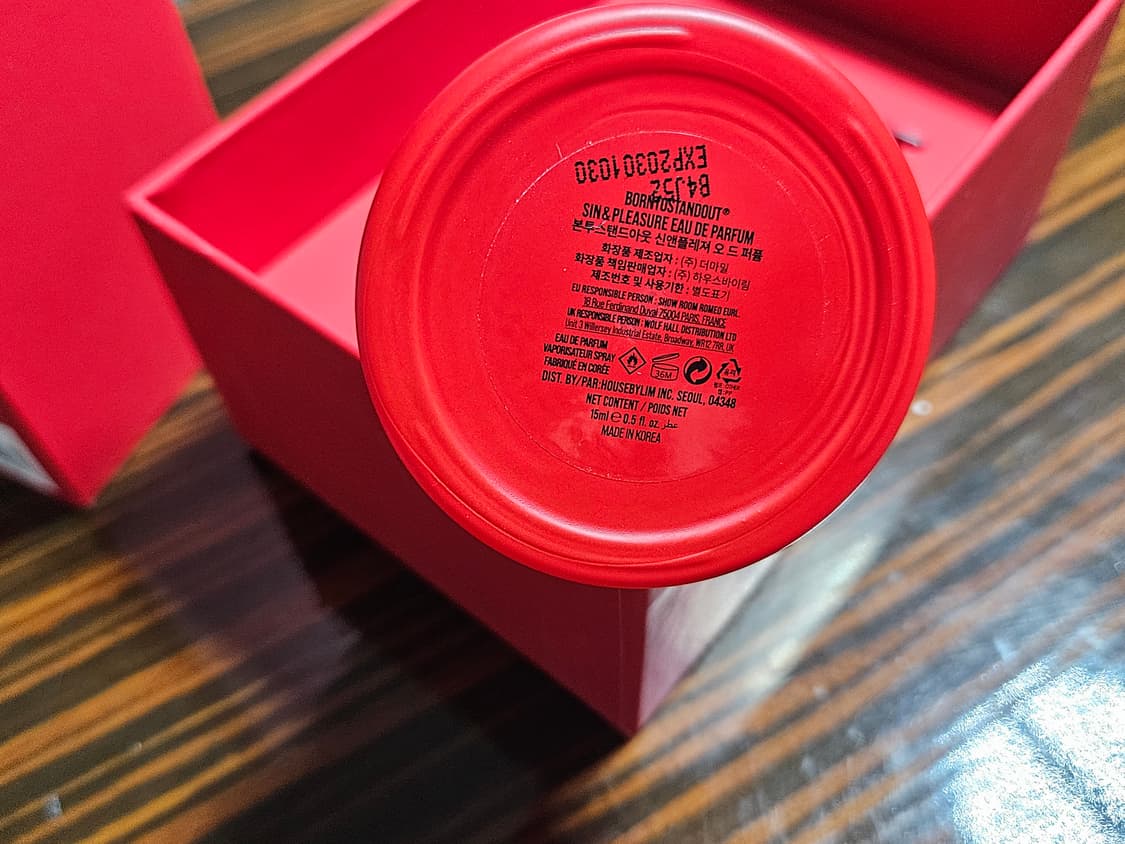 EXP20301030
B4J52
BORNTOSTANDOUT®
SIN & PLEASURE EAU DE PARFUM
본투스탠드아웃 신앤플레져 오 드 퍼퓸
화장품 제조업자 : (주) 더마일
화장품 책임판매업자 : (주) 하우스바이림
제조번호 및 사용기한 : 별도표기
EU RESPONSIBLE PERSON : SHOW ROOM ROMEO EURL.
18 Rue Ferdinand Duval 75004 PARIS, FRANCE
UK RESPONSIBLE PERSON : WOLF HALL DISTRIBUTION LTD
Unit 3 Willersey Industrial Estate, Broadway, WR12 7RR, UK
EAU DE PARFUM
VAPORISATEUR SPRAY
FABRIQUÉ EN CORÉE
36M
DIST. BY/PAR:HOUSEBYLIM INC. SEOUL, 04348
NET CONTENT / POIDS NET
15ml ℮ 0.5 fl. oz. عطر
MADE IN KOREA